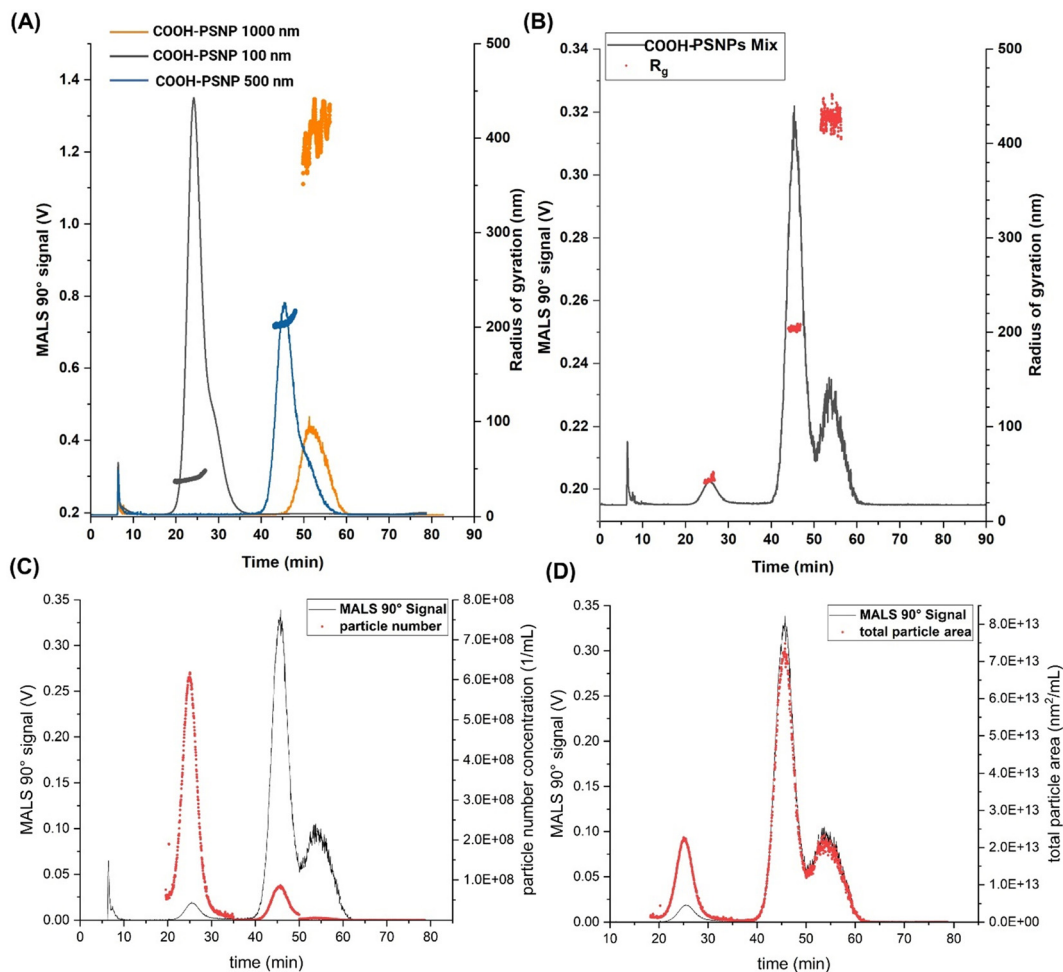 (A)
COOH-PSNP 1000 nm
COOH-PSNP 100 nm
COOH-PSNP 500 nm
MALS 90° signal (V)
1.4
1.2
1.0
0.8
0.6
0.4
0.2
500
400
300
200
100
0
Radius of gyration (nm)
0 10 20 30 40 50 60 70 80 90
Time (min)
(B)
COOH-PSNPs Mix
Rg
MALS 90° signal (V)
0.34
0.32
0.30
0.28
0.26
0.24
0.22
0.20
500
400
300
200
100
0
Radius of gyration (nm)
0 10 20 30 40 50 60 70 80 90
Time (min)
(C)
MALS 90° Signal
particle number
MALS 90° signal (V)
0.35
0.30
0.25
0.20
0.15
0.10
0.05
0.00
8.0E+08
7.0E+08
6.0E+08
5.0E+08
4.0E+08
3.0E+08
2.0E+08
1.0E+08
particle number concentration (1/mL)
0 10 20 30 40 50 60 70 80
time (min)
(D)
MALS 90° Signal
total particle area
MALS 90° signal (V)
0.35
0.30
0.25
0.20
0.15
0.10
0.05
0.00
8.0E+13
7.0E+13
6.0E+13
5.0E+13
4.0E+13
3.0E+13
2.0E+13
1.0E+13
0.0E+00
total particle area (nm²/mL)
10 20 30 40 50 60 70 80
time (min)